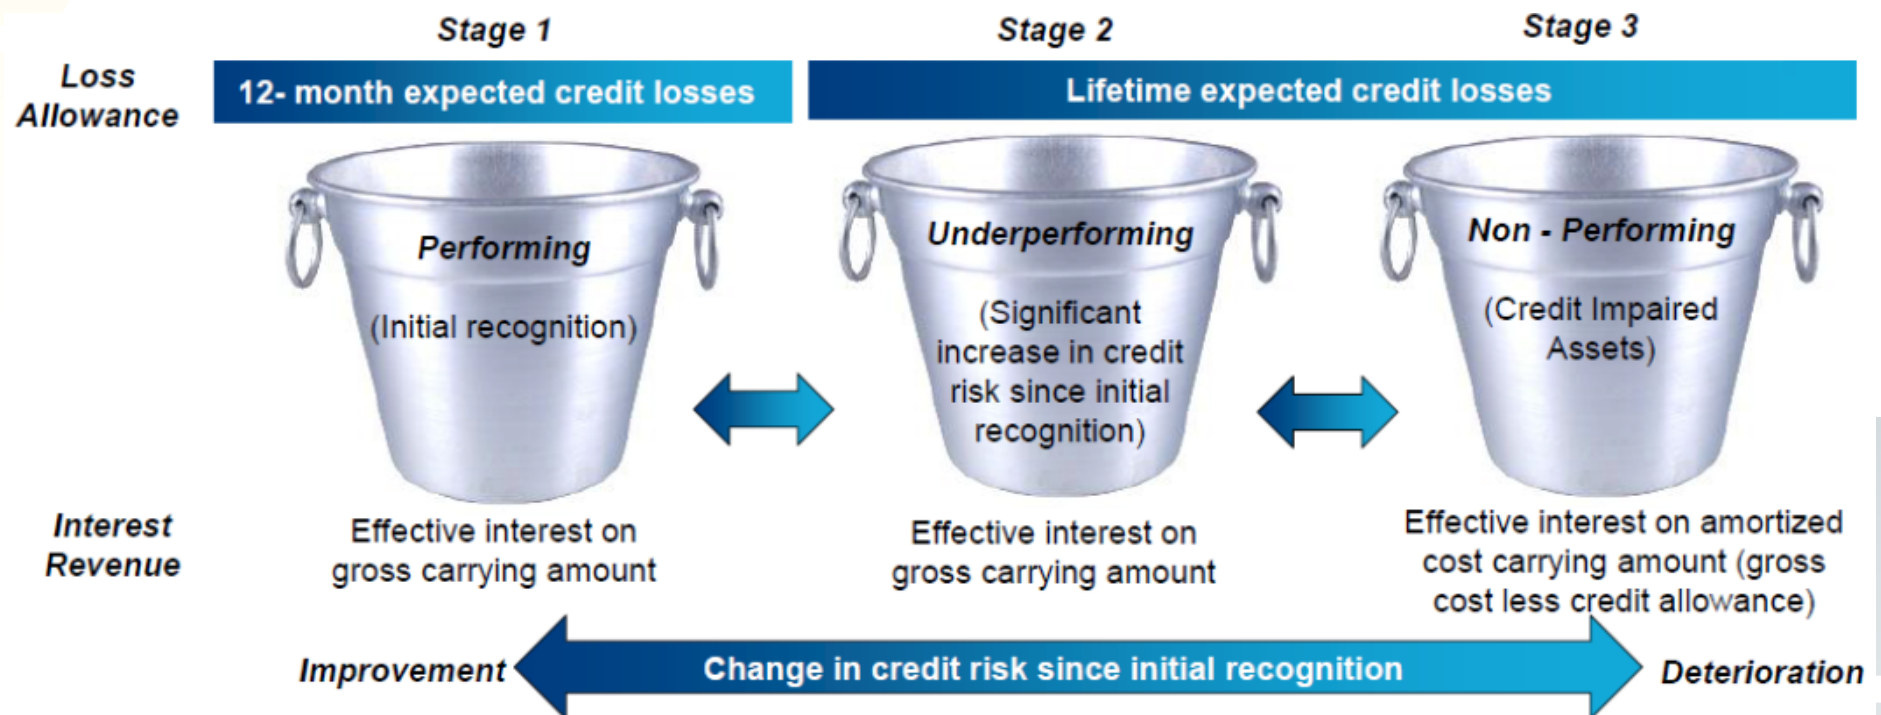 Stage 1
Stage 2
Stage 3
Loss
Allowance
12- month expected credit losses
Lifetime expected credit losses
Performing
(Initial recognition)
Underperforming
(Significant
increase in credit
risk since initial
recognition)
Non - Performing
(Credit Impaired
Assets)
Interest
Revenue
Effective interest on
gross carrying amount
Effective interest on
gross carrying amount
Effective interest on amortized
cost carrying amount (gross
cost less credit allowance)
Improvement
Change in credit risk since initial recognition
Deterioration